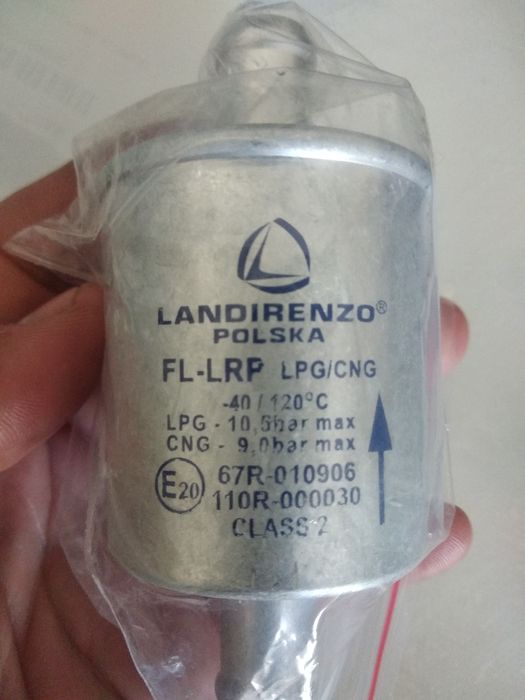 LANDIRENZO®
POLSKA
FL-LRP LPG/CNG
-40 / 120°C
LPG - 10,5bar max
CNG - 9,0bar max
E20 67R-010906
110R-000030
CLASS 2